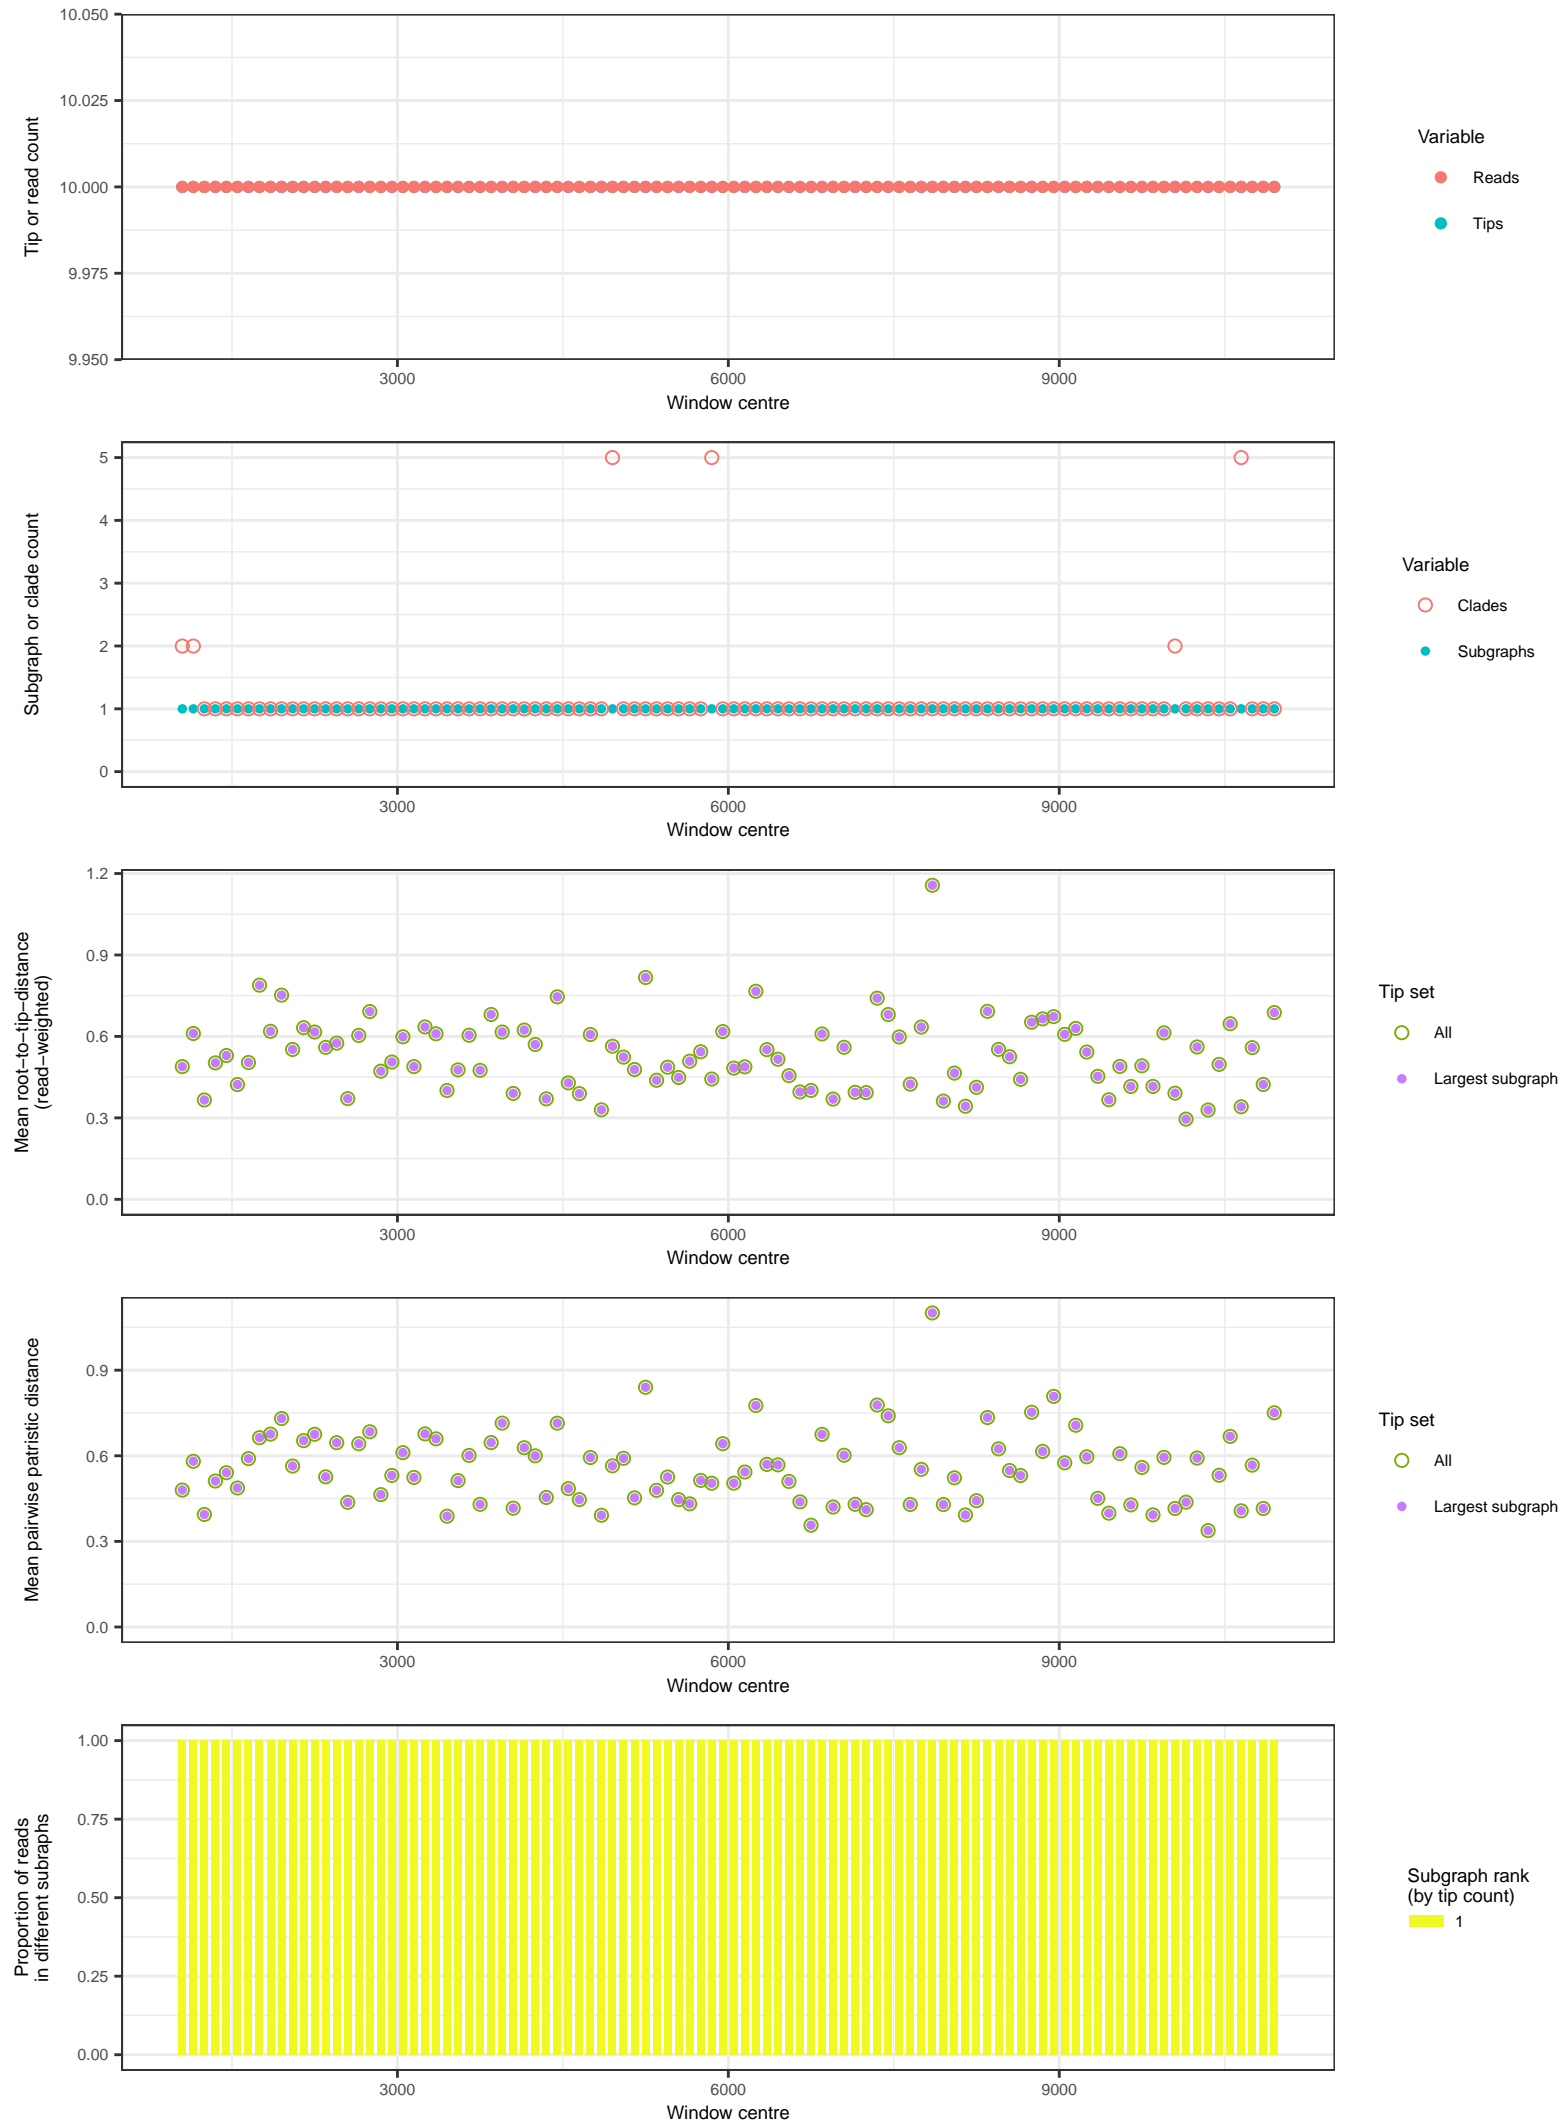 10.050
10.025
10.000
9.975
9.950
Tip or read count
3000 6000 9000
Window centre
Variable
Reads
Tips
5
4
3
2
1
0
Subgraph or clade count
3000 6000 9000
Window centre
Variable
Clades
Subgraphs
1.2
0.9
0.6
0.3
0.0
Mean root−to−tip−distance
(read−weighted)
3000 6000 9000
Window centre
Tip set
All
Largest subgraph
0.9
0.6
0.3
0.0
Mean pairwise patristic distance
3000 6000 9000
Window centre
Tip set
All
Largest subgraph
1.00
0.75
0.50
0.25
0.00
Proportion of reads
in different subraphs
3000 6000 9000
Window centre
Subgraph rank
(by tip count)
1